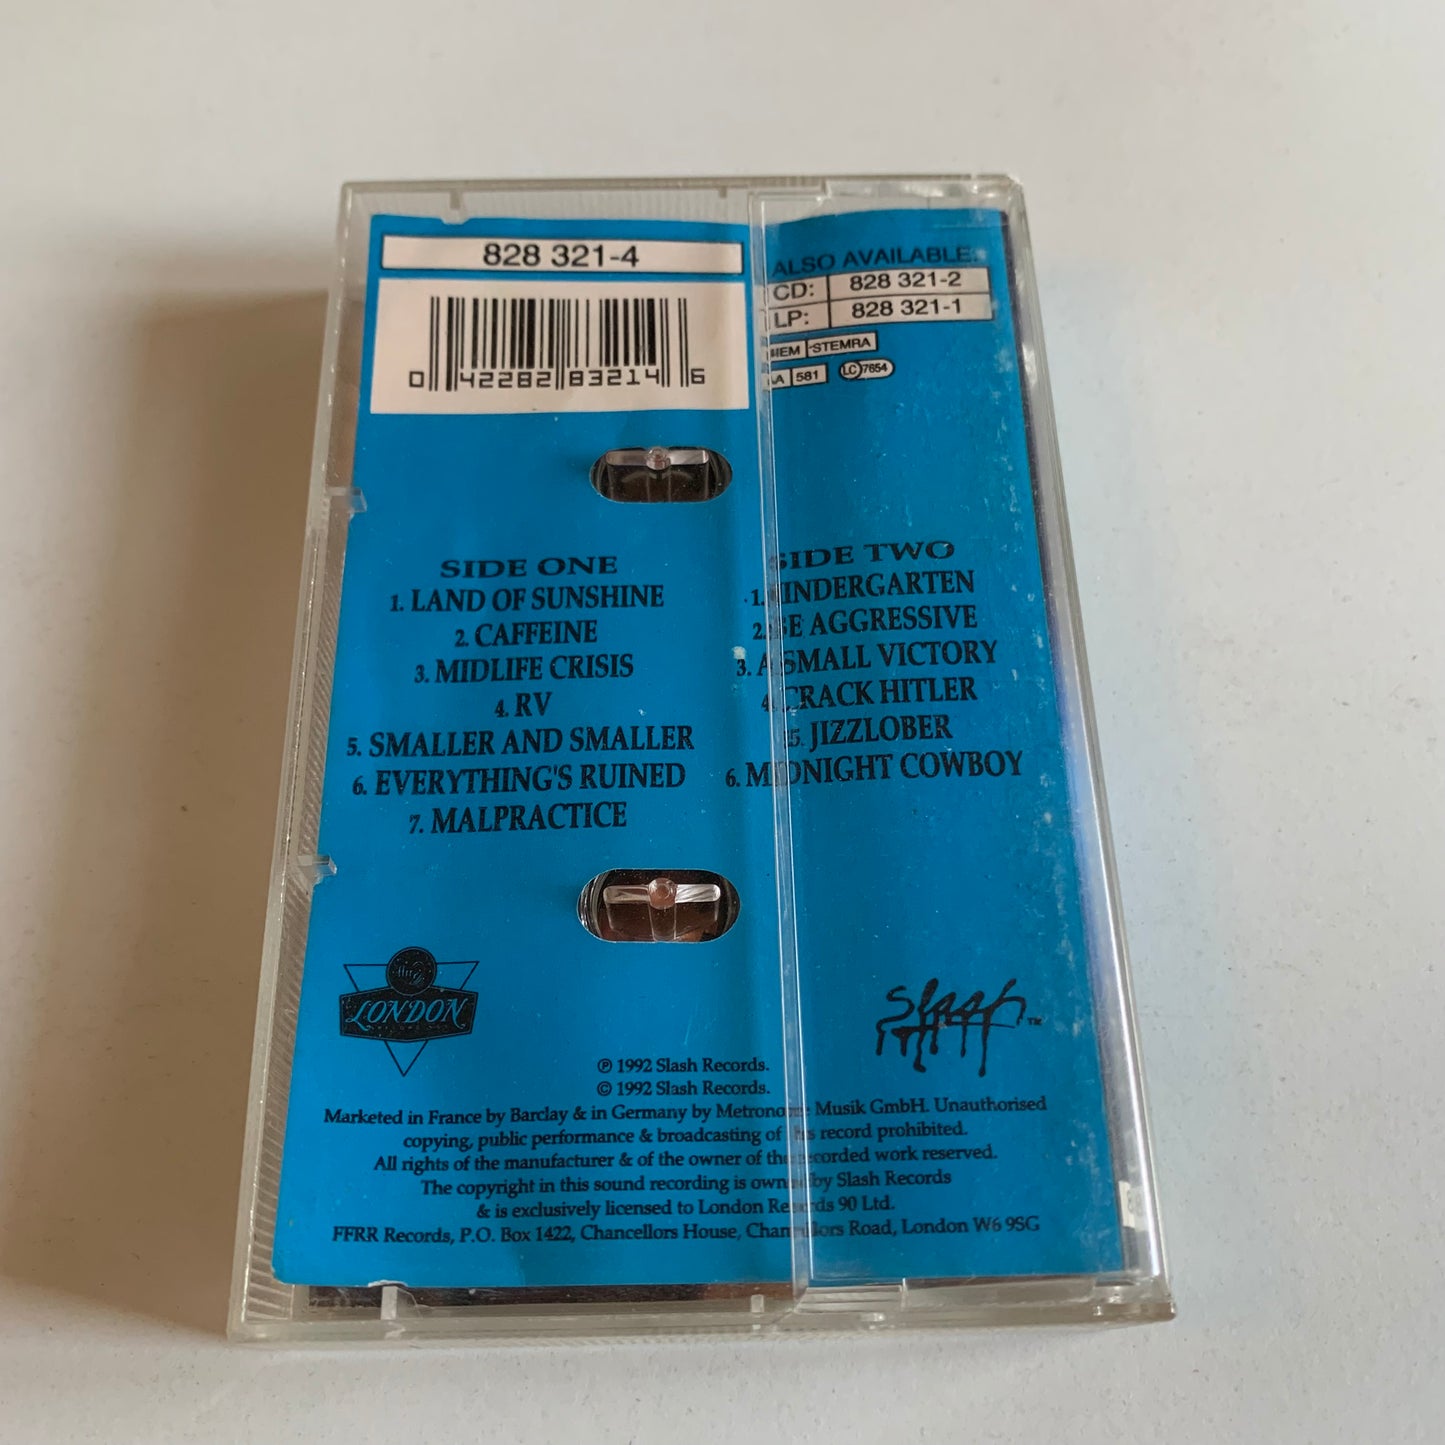 828 321-4
0 42282 83214 6
ALSO AVAILABLE:
CD: 828 321-2
LP: 828 321-1
STEMRA
581 LC 7654
SIDE ONE
1. LAND OF SUNSHINE
2. CAFFEINE
3. MIDLIFE CRISIS
4. RV
5. SMALLER AND SMALLER
6. EVERYTHING'S RUINED
7. MALPRACTICE
SIDE TWO
1. KINDERGARTEN
2. BE AGGRESSIVE
3. A SMALL VICTORY
4. CRACK HITLER
5. JIZZLOBER
6. MIDNIGHT COWBOY
LONDON
Slash ™
℗ 1992 Slash Records.
© 1992 Slash Records.
Marketed in France by Barclay & in Germany by Metronome Musik GmbH. Unauthorised
copying, public performance & broadcasting of this record prohibited.
All rights of the manufacturer & of the owner of the recorded work reserved.
The copyright in this sound recording is owned by Slash Records
& is exclusively licensed to London Records 90 Ltd.
FFRR Records, P.O. Box 1422, Chancellors House, Chancellors Road, London W6 9SG